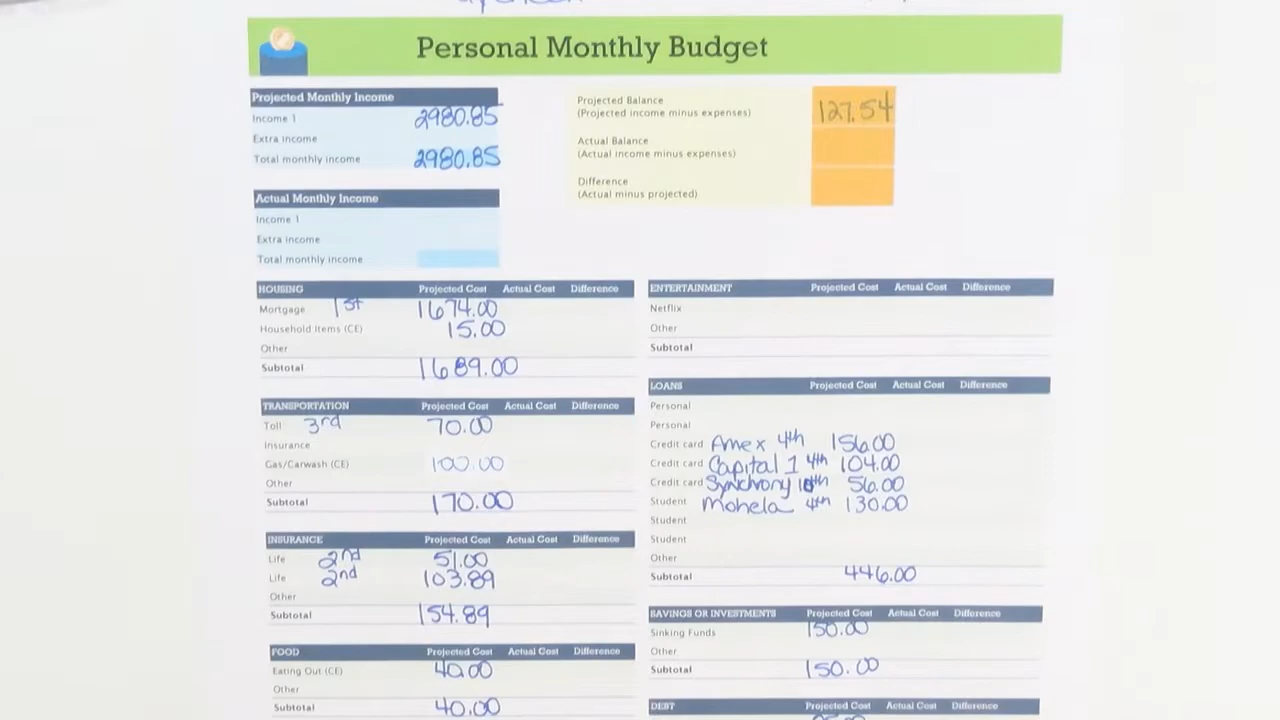 Personal Monthly Budget
Projected Monthly Income
Income 1 2980.85
Extra income
Total monthly income 2980.85
Projected Balance
(Projected income minus expenses) 127.54
Actual Balance
(Actual income minus expenses)
Difference
(Actual minus projected)
Actual Monthly Income
Income 1
Extra income
Total monthly income
HOUSING Projected Cost Actual Cost Difference
Mortgage 1st 1674.00
Household Items (CE) 15.00
Other
Subtotal 1689.00
TRANSPORTATION Projected Cost Actual Cost Difference
Toll 3rd 70.00
Insurance
Gas/Carwash (CE) 100.00
Other
Subtotal 170.00
INSURANCE Projected Cost Actual Cost Difference
Life 2nd 51.00
Life 2nd 103.89
Other
Subtotal 154.89
FOOD Projected Cost Actual Cost Difference
Eating Out (CE) 40.00
Other
Subtotal 40.00
ENTERTAINMENT Projected Cost Actual Cost Difference
Netflix
Other
Subtotal
LOANS Projected Cost Actual Cost Difference
Personal
Personal
Credit card Amex 4th 156.00
Credit card Capital 1 4th 104.00
Credit card Synchrony 10th 56.00
Student Mohela 4th 130.00
Student
Student
Other
Subtotal 446.00
SAVINGS OR INVESTMENTS Projected Cost Actual Cost Difference
Sinking Funds 150.00
Other
Subtotal 150.00
DEBT Projected Cost Actual Cost Difference